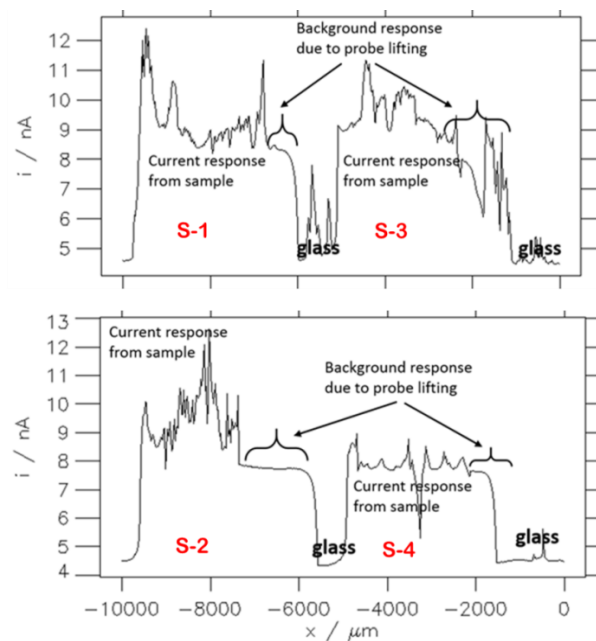 Background response
due to probe lifting
12
11
10
9
8
7
6
5
i / nA
Current response
from sample
Current response
from sample
S-1
glass
S-3
glass
13
12
11
10
9
8
7
6
5
4
i / nA
Current response
from sample
Background response
due to probe lifting
Current response
from sample
S-2
glass
S-4
glass
−10000
−8000
−6000
−4000
−2000
0
x / μm